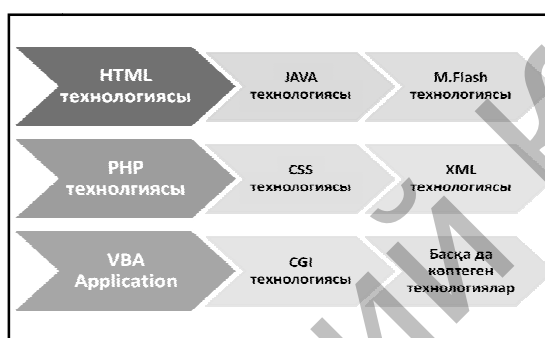 HTML
технологиясы
JAVA
технологиясы
M.Flash
технологиясы
PHP
технолгиясы
CSS
технологиясы
XML
технологиясы
VBA
Application
CGI
технологиясы
Басқа да
көптеген
технологиялар